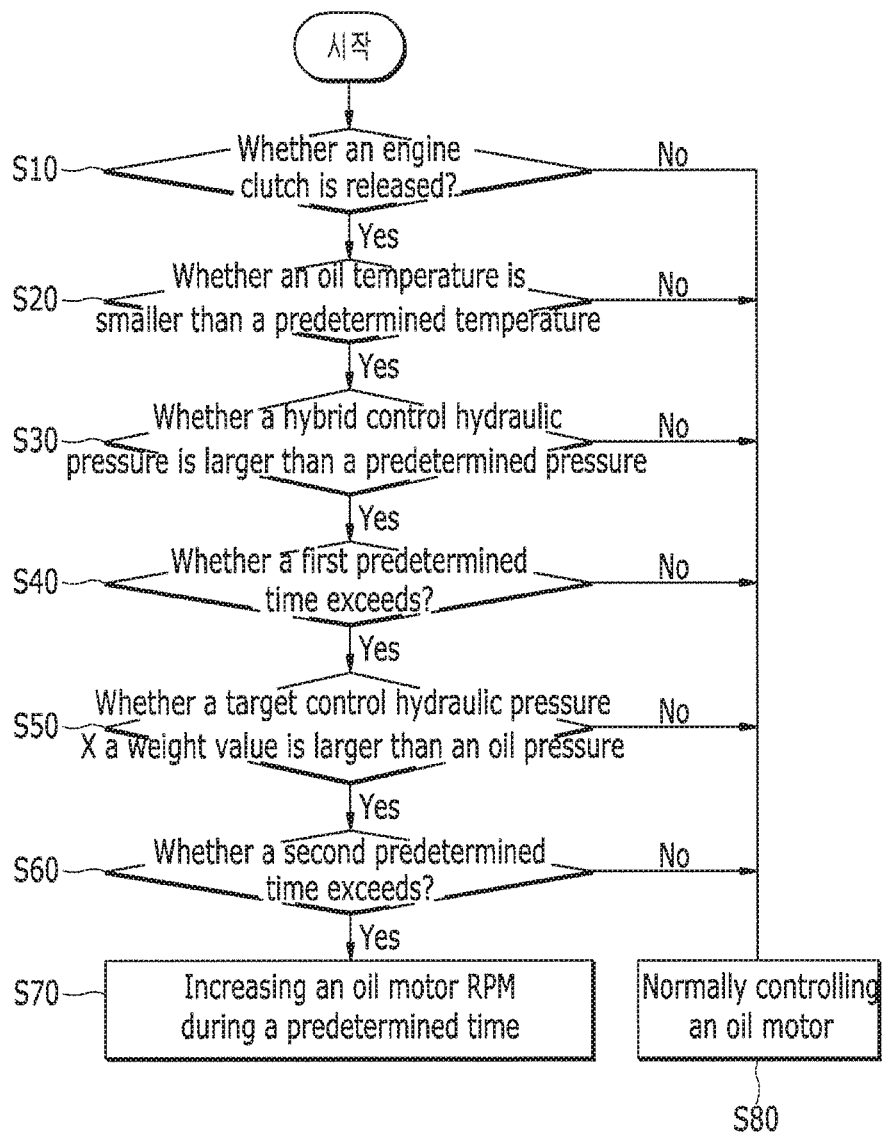 시작
S10
Whether an engine
clutch is released?
No
Yes
S20
Whether an oil temperature is
smaller than a predetermined temperature
No
Yes
S30
Whether a hybrid control hydraulic
pressure is larger than a predetermined pressure
No
Yes
S40
Whether a first predetermined
time exceeds?
No
Yes
S50
Whether a target control hydraulic pressure
X a weight value is larger than an oil pressure
No
Yes
S60
Whether a second predetermined
time exceeds?
No
Yes
S70
Increasing an oil motor RPM
during a predetermined time
Normally controlling
an oil motor
S80